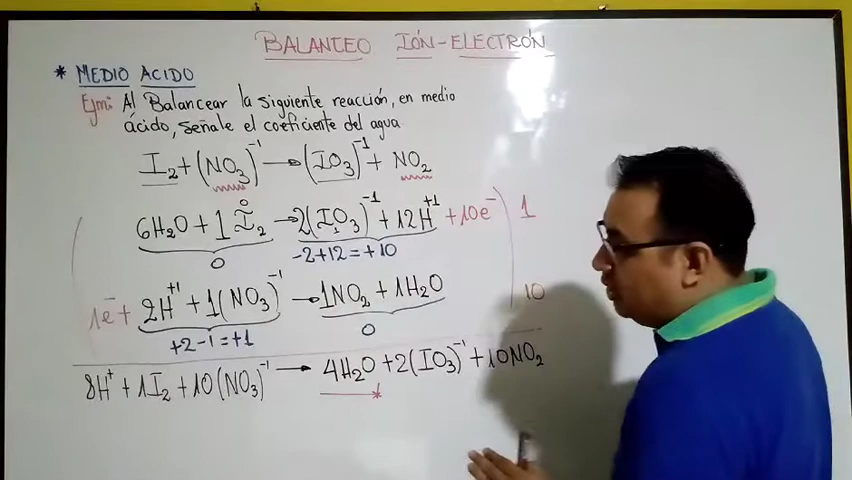 BALANCEO IÓN-ELECTRÓN
* MEDIO ACIDO
Ejm: Al Balancear la siguiente reacción, en medio
ácido, señale el coeficiente del agua
I₂ + (NO₃)⁻¹ → (IO₃)⁻¹ + NO₂
6H₂O + 1I₂⁰ → 2(IO₃)⁻¹ + 12H⁺¹ + 10e⁻ 1
0 -2+12=+10
1e⁻ + 2H⁺¹ + 1(NO₃)⁻¹ → 1NO₂ + 1H₂O 10
+2-1=+1 0
8H⁺ + 1I₂ + 10(NO₃)⁻¹ → 4H₂O + 2(IO₃)⁻¹ + 10NO₂